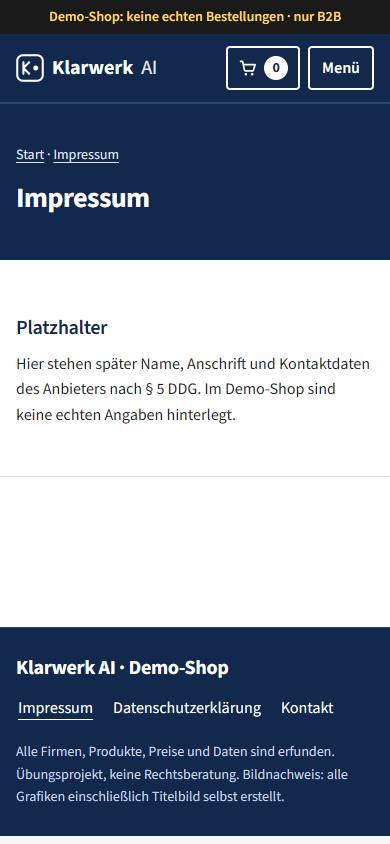 Demo-Shop: keine echten Bestellungen · nur B2B
Klarwerk AI
0
Menü
Start · Impressum
Impressum
Platzhalter
Hier stehen später Name, Anschrift und Kontaktdaten
des Anbieters nach § 5 DDG. Im Demo-Shop sind
keine echten Angaben hinterlegt.
Klarwerk AI · Demo-Shop
Impressum Datenschutzerklärung Kontakt
Alle Firmen, Produkte, Preise und Daten sind erfunden.
Übungsprojekt, keine Rechtsberatung. Bildnachweis: alle
Grafiken einschließlich Titelbild selbst erstellt.